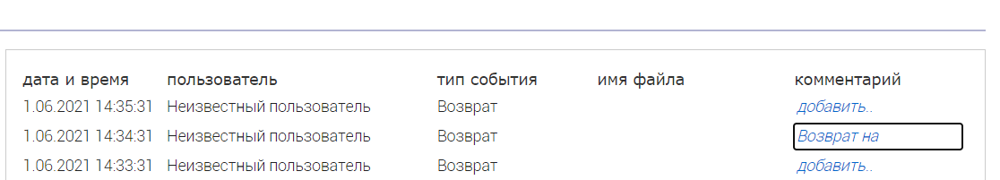 дата и время пользователь тип события имя файла комментарий
1.06.2021 14:35:31 Неизвестный пользователь Возврат добавить..
1.06.2021 14:34:31 Неизвестный пользователь Возврат Возврат на
1.06.2021 14:33:31 Неизвестный пользователь Возврат добавить..